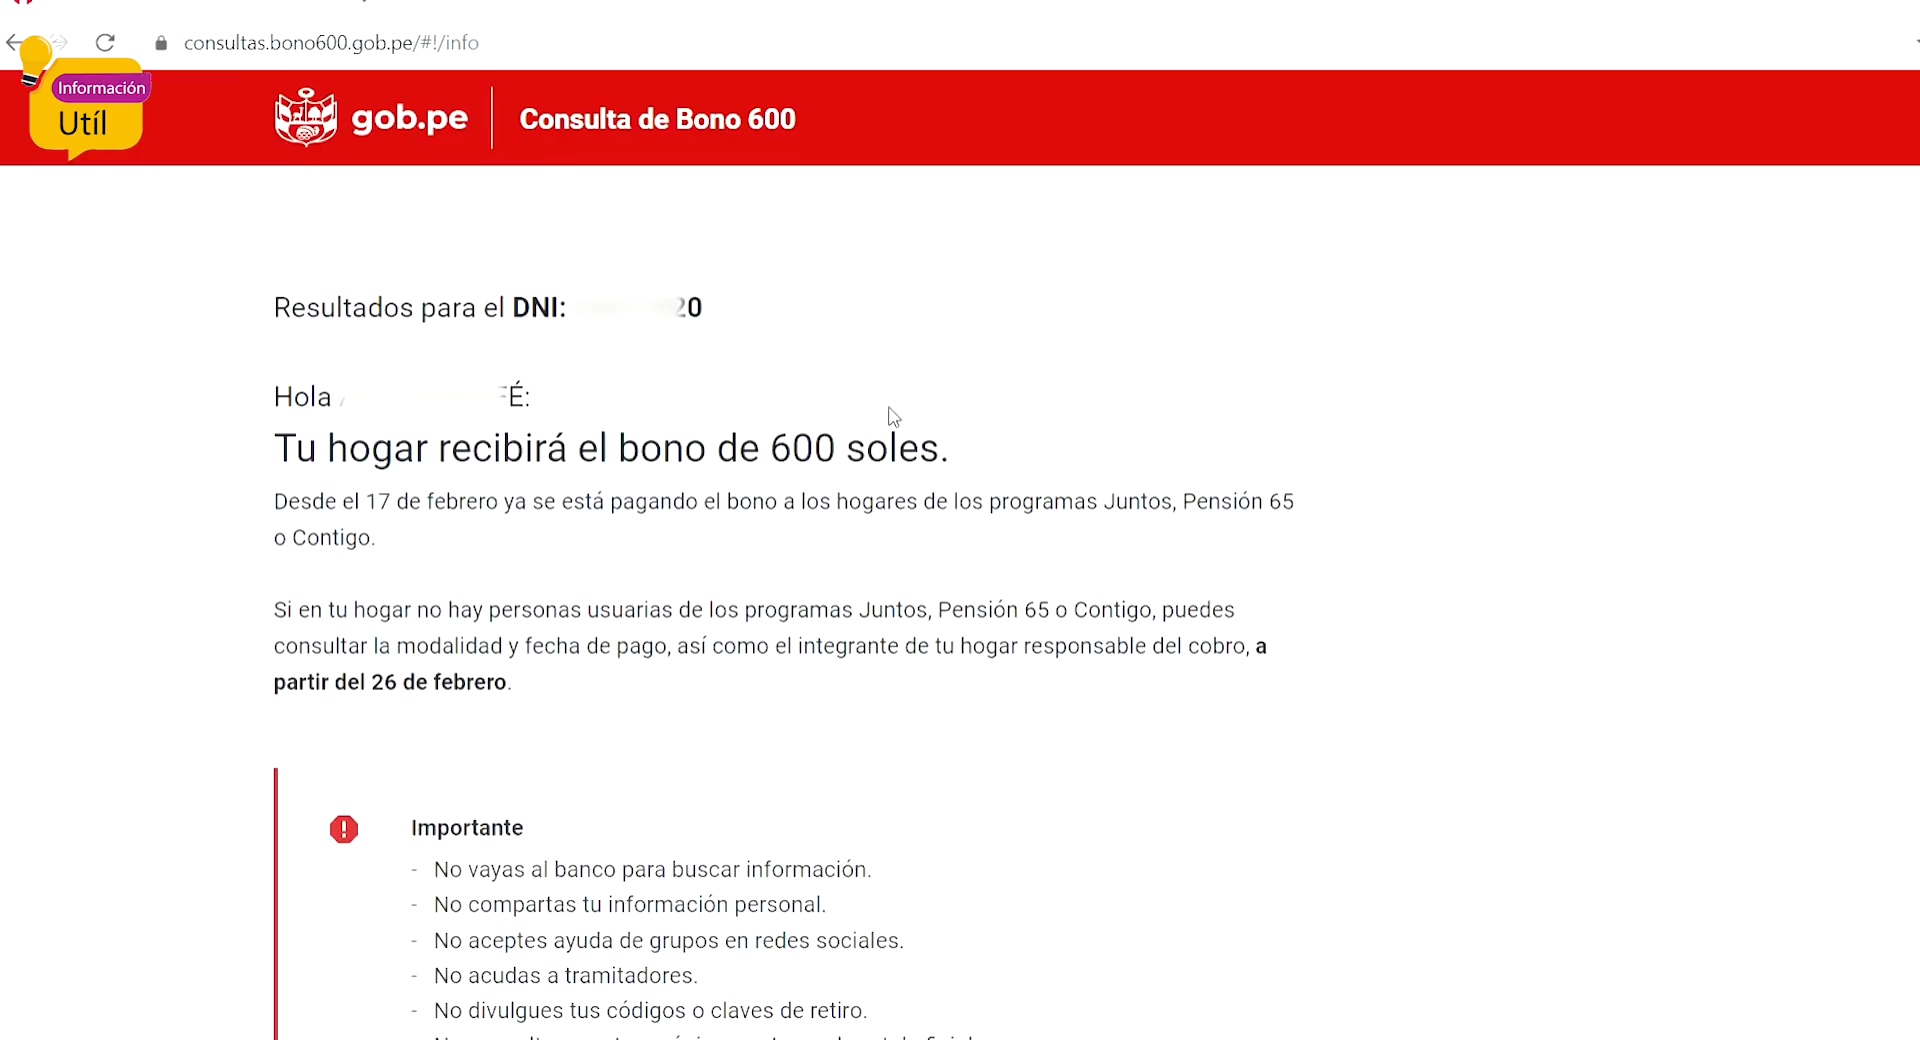 consultas.bono600.gob.pe/#!/info
Información
Utíl
gob.pe
Consulta de Bono 600
Resultados para el DNI: 20
Hola É:
Tu hogar recibirá el bono de 600 soles.
Desde el 17 de febrero ya se está pagando el bono a los hogares de los programas Juntos, Pensión 65
o Contigo.
Si en tu hogar no hay personas usuarias de los programas Juntos, Pensión 65 o Contigo, puedes
consultar la modalidad y fecha de pago, así como el integrante de tu hogar responsable del cobro, a
partir del 26 de febrero.
Importante
- No vayas al banco para buscar información.
- No compartas tu información personal.
- No aceptes ayuda de grupos en redes sociales.
- No acudas a tramitadores.
- No divulgues tus códigos o claves de retiro.